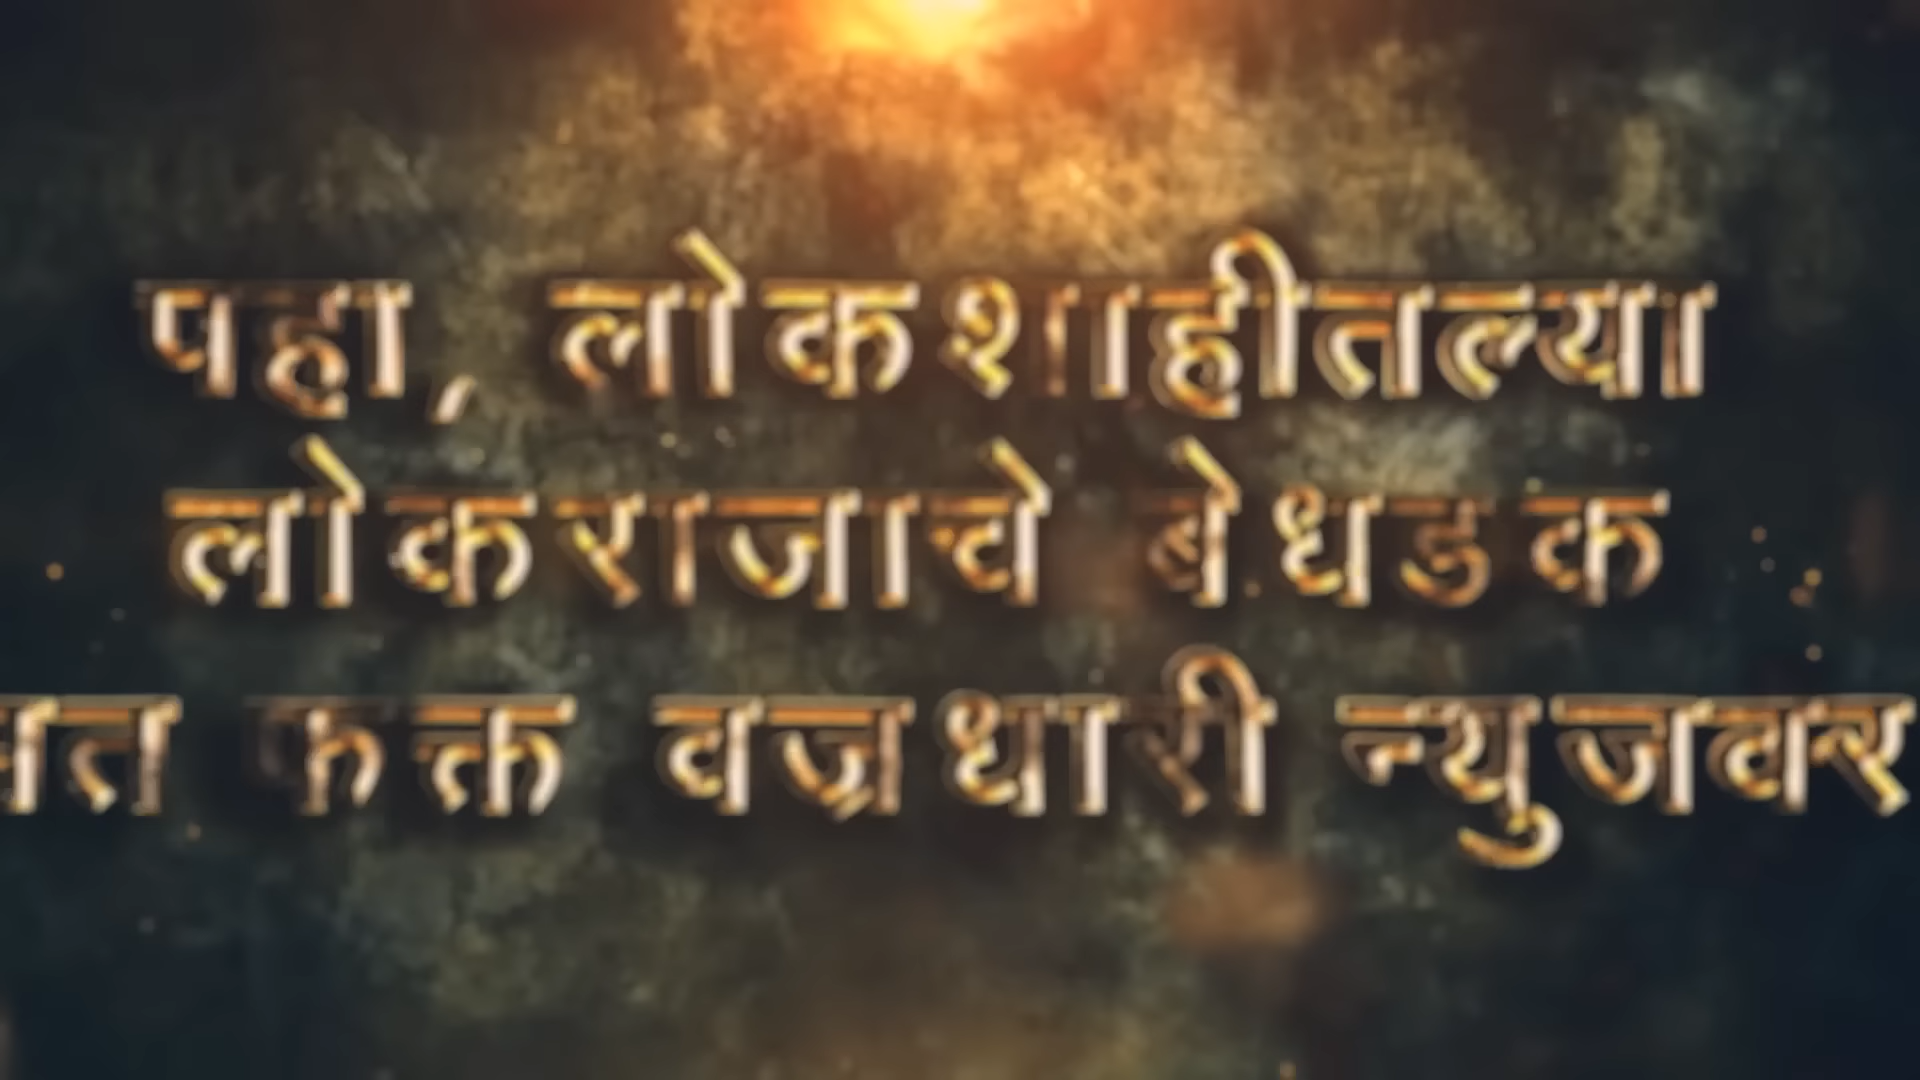 पहा, लोकशाहीतल्या
लोकराजाचे बेधडक
फक्त वज्रधारी न्युजवर